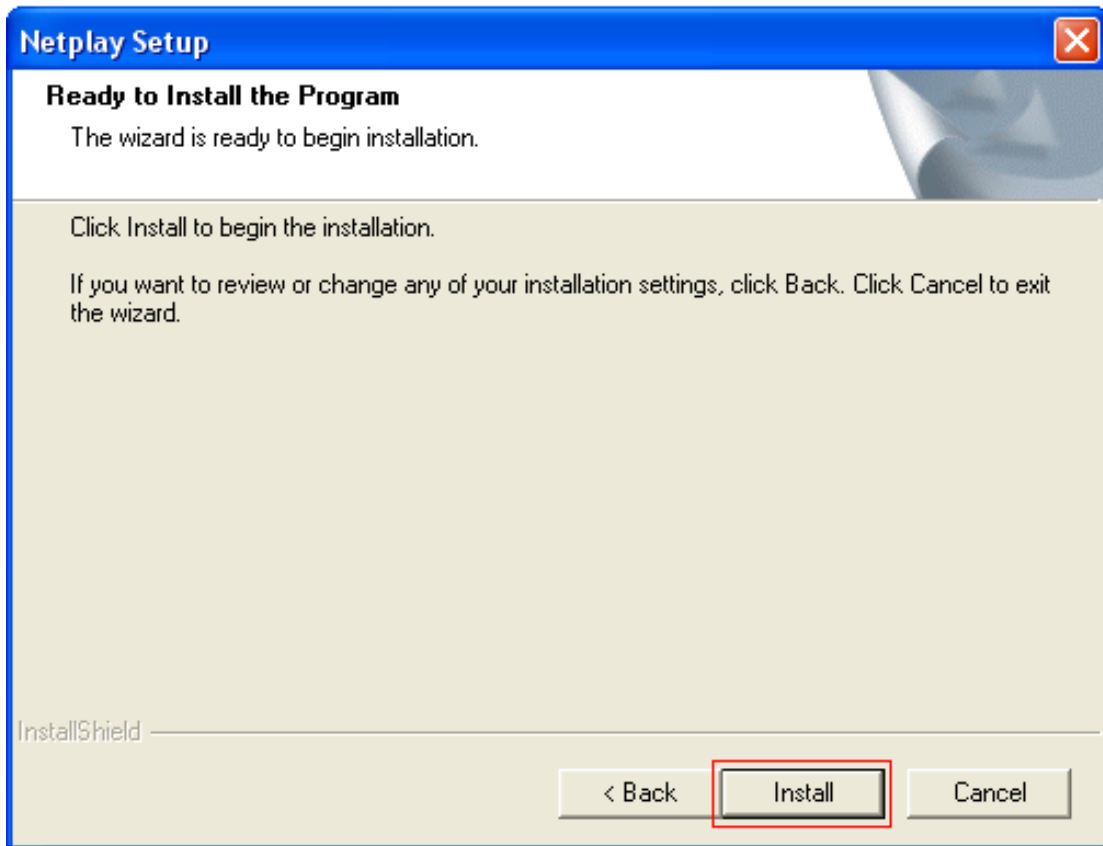 Netplay Setup
Ready to Install the Program
The wizard is ready to begin installation.
Click Install to begin the installation.
If you want to review or change any of your installation settings, click Back. Click Cancel to exit
the wizard.
InstallShield
< Back Install Cancel